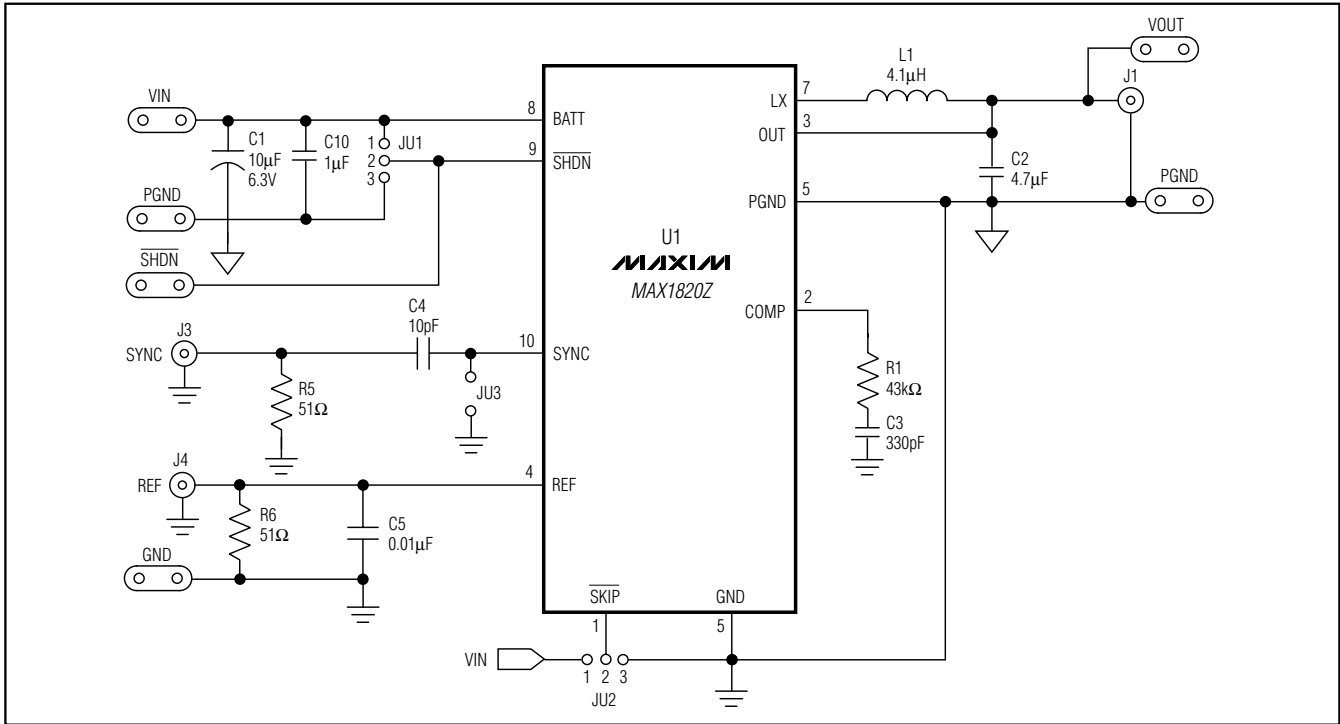 VIN
C1
10µF
6.3V
C10
1µF
1
2
3
JU1
PGND
SHDN
8
BATT
9
SHDN
J3
SYNC
R5
51Ω
C4
10pF
JU3
10
SYNC
J4
REF
R6
51Ω
C5
0.01µF
GND
4
REF
U1
MAXIM
MAX1820Z
LX
7
L1
4.1µH
OUT
3
VOUT
J1
C2
4.7µF
PGND
5
PGND
COMP
2
R1
43kΩ
C3
330pF
SKIP
1
GND
5
VIN
1 2 3
JU2